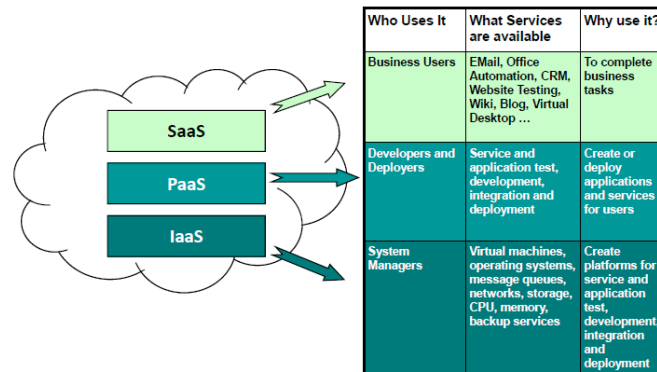 SaaS
PaaS
IaaS
Who Uses It
What Services
are available
Why use it?
Business Users
EMail, Office
Automation, CRM,
Website Testing,
Wiki, Blog, Virtual
Desktop ...
To complete
business
tasks
Developers and
Deployers
Service and
application test,
development,
integration and
deployment
Create or
deploy
applications
and services
for users
System
Managers
Virtual machines,
operating systems,
message queues,
networks, storage,
CPU, memory,
backup services
Create
platforms for
service and
application
test,
development,
integration
and
deployment